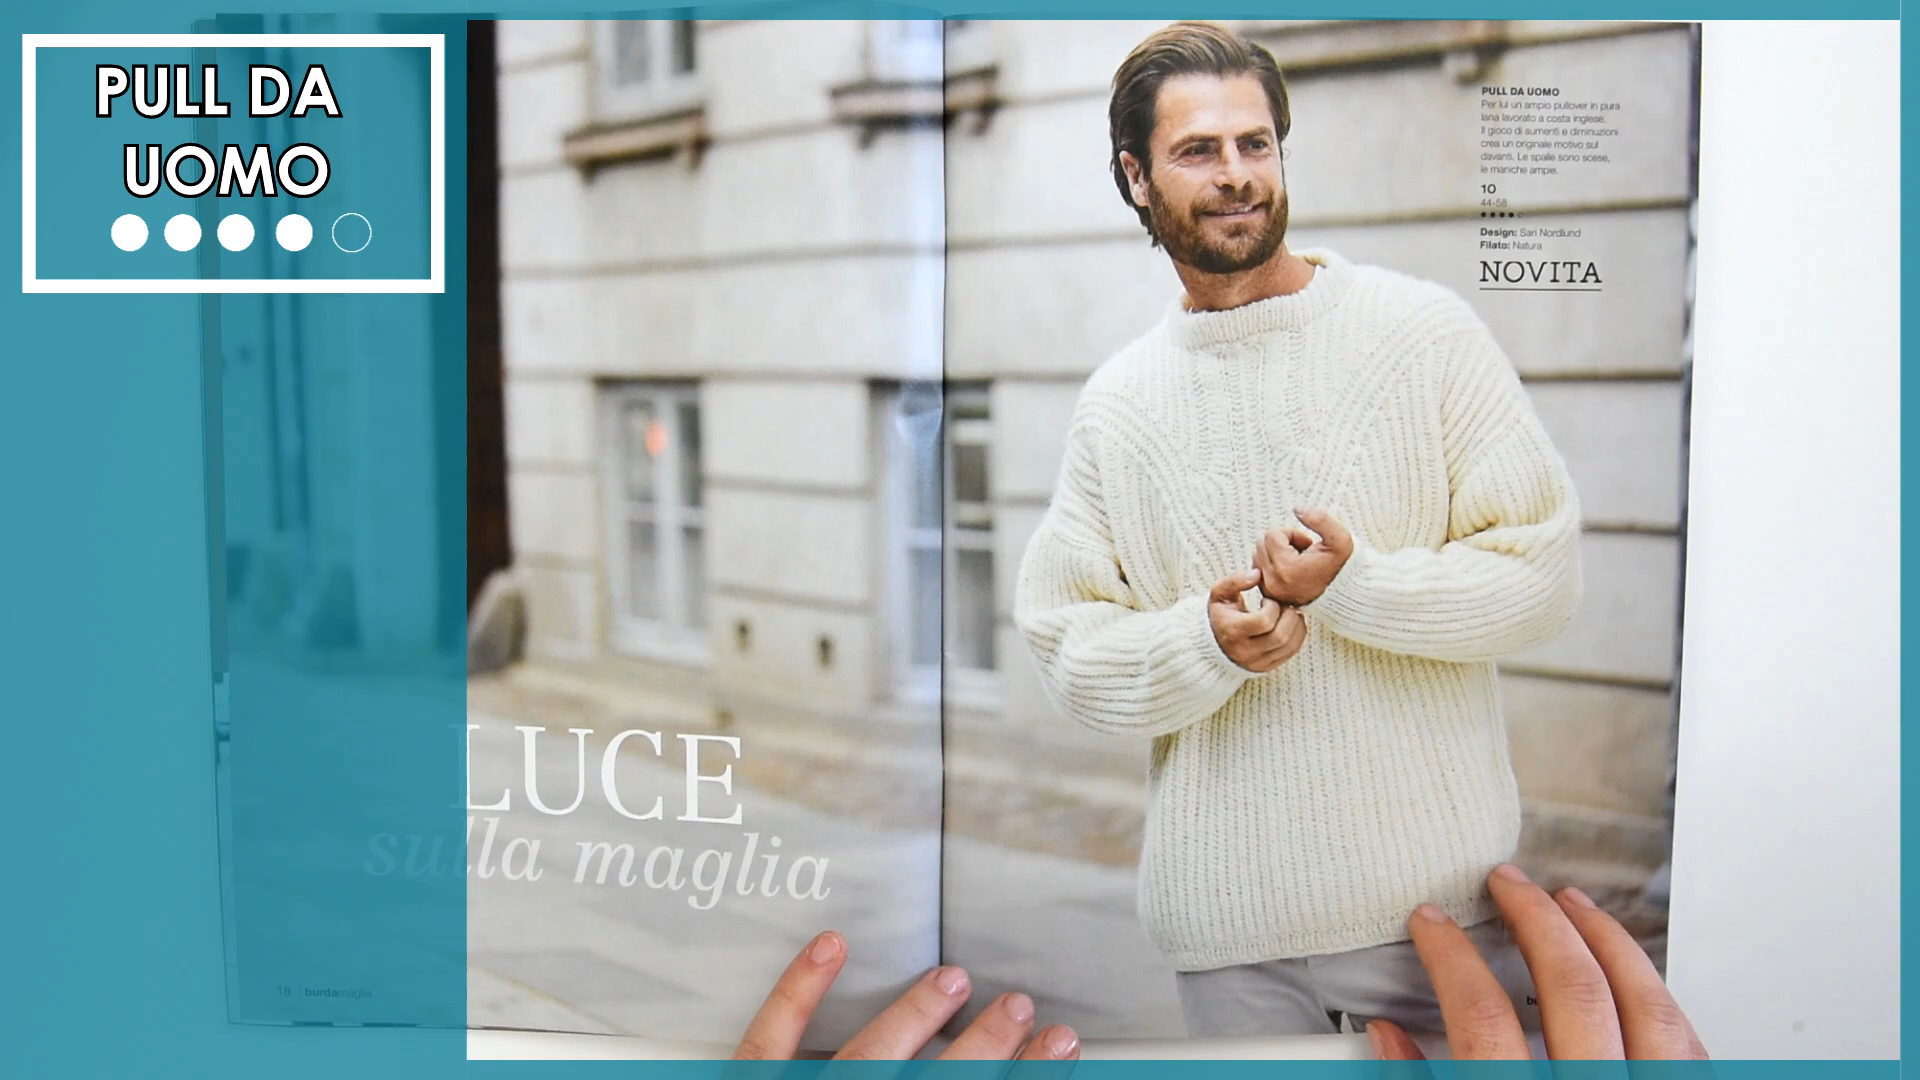 PULL DA
UOMO
PULL DA UOMO
Per lui un ampio pullover in pura
lana lavorato a costa inglese.
Il gioco di aumenti e diminuzioni
crea un originale motivo sul
davanti. Le spalle sono scese,
le maniche ampie.
10
44-58
Design: Sari Nordlund
Filato: Natura
NOVITA
LUCE
sulla maglia
18 | burdamaglia